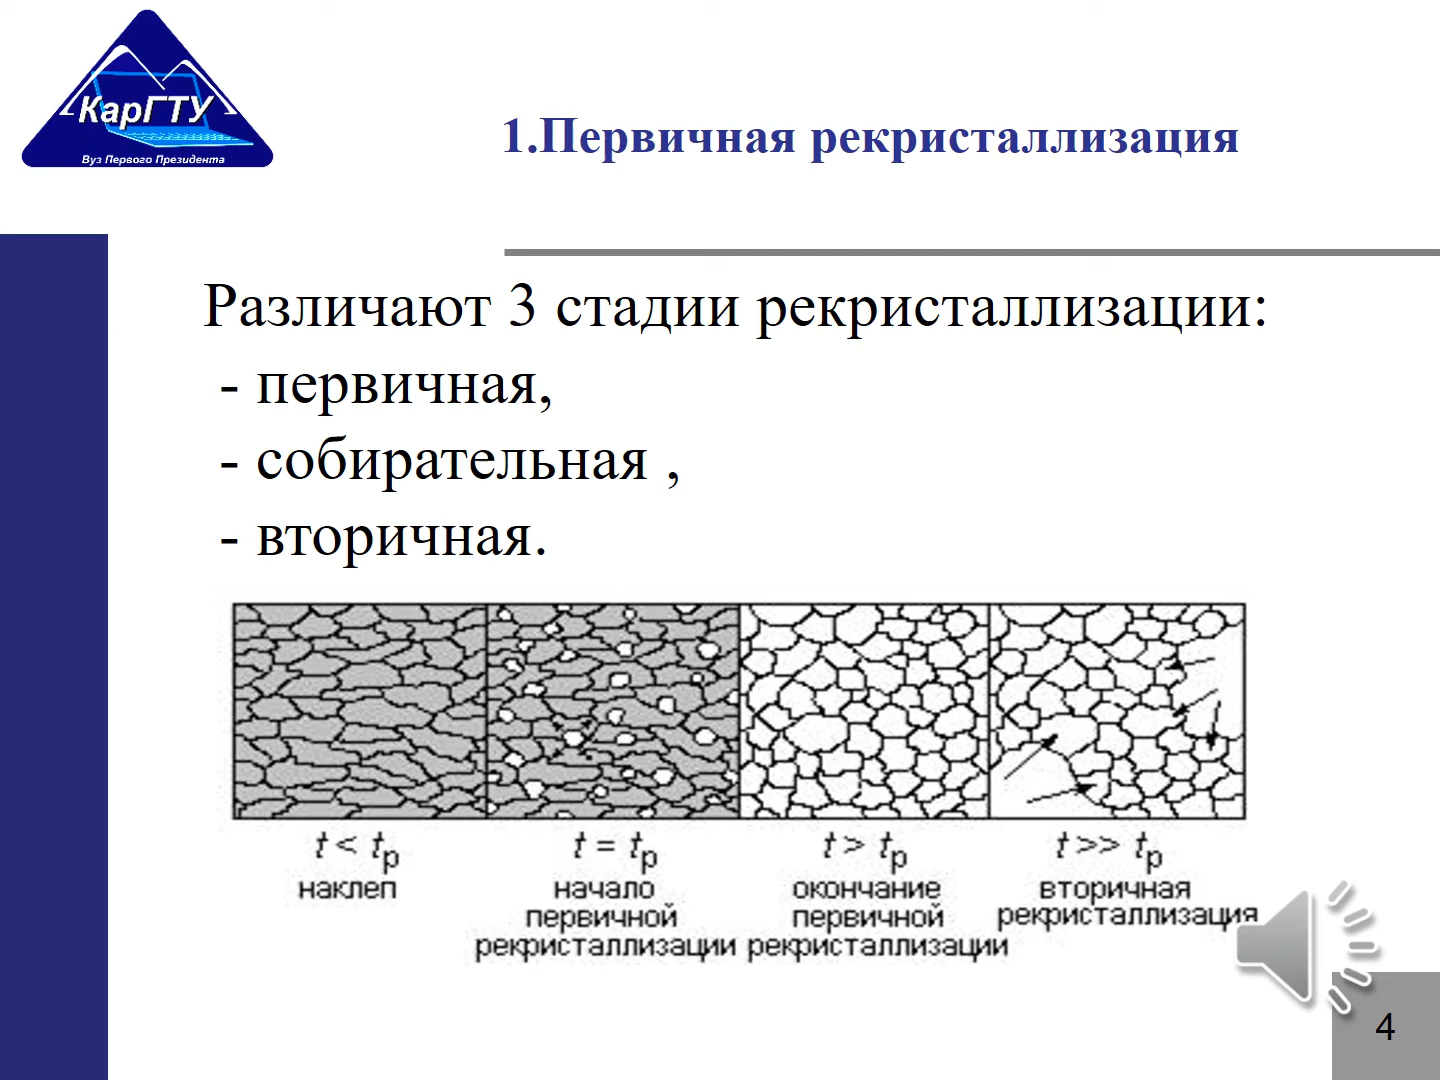 КарГТУ
Вуз Первого Президента
1.Первичная рекристаллизация
Различают 3 стадии рекристаллизации:
- первичная,
- собирательная ,
- вторичная.
t < tр
наклеп
t = tр
начало
первичной
рекристаллизации
t > tр
окончание
первичной
рекристаллизации
t >> tр
вторичная
рекристаллизация
4